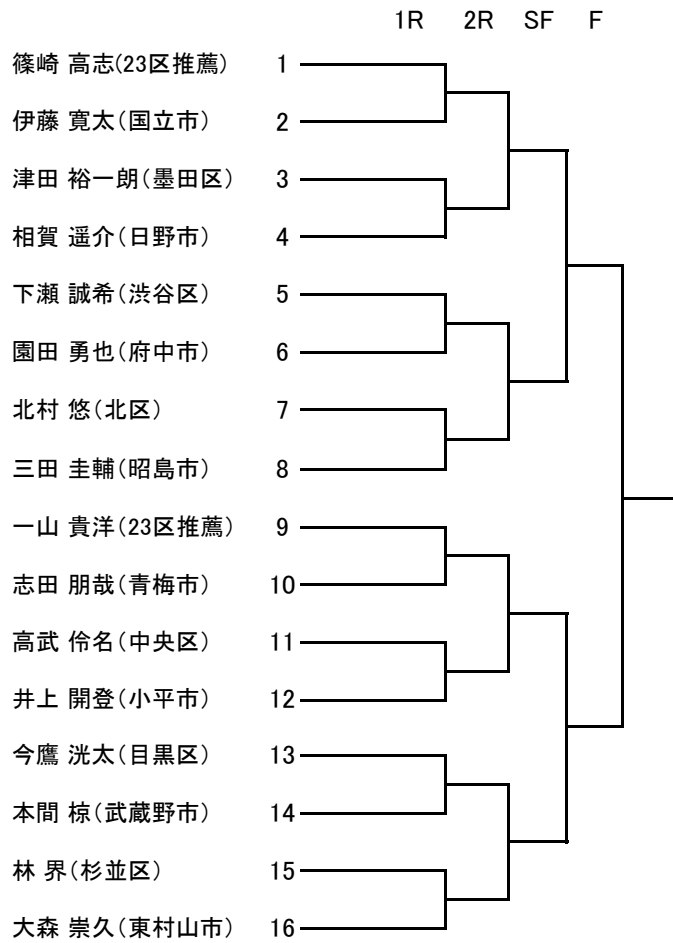 1R 2R SF F
篠崎 高志(23区推薦) 1
伊藤 寛太(国立市) 2
津田 裕一朗(墨田区) 3
相賀 遥介(日野市) 4
下瀬 誠希(渋谷区) 5
園田 勇也(府中市) 6
北村 悠(北区) 7
三田 圭輔(昭島市) 8
一山 貴洋(23区推薦) 9
志田 朋哉(青梅市) 10
高武 伶名(中央区) 11
井上 開登(小平市) 12
今鷹 洸太(目黒区) 13
本間 椋(武蔵野市) 14
林 界(杉並区) 15
大森 崇久(東村山市) 16